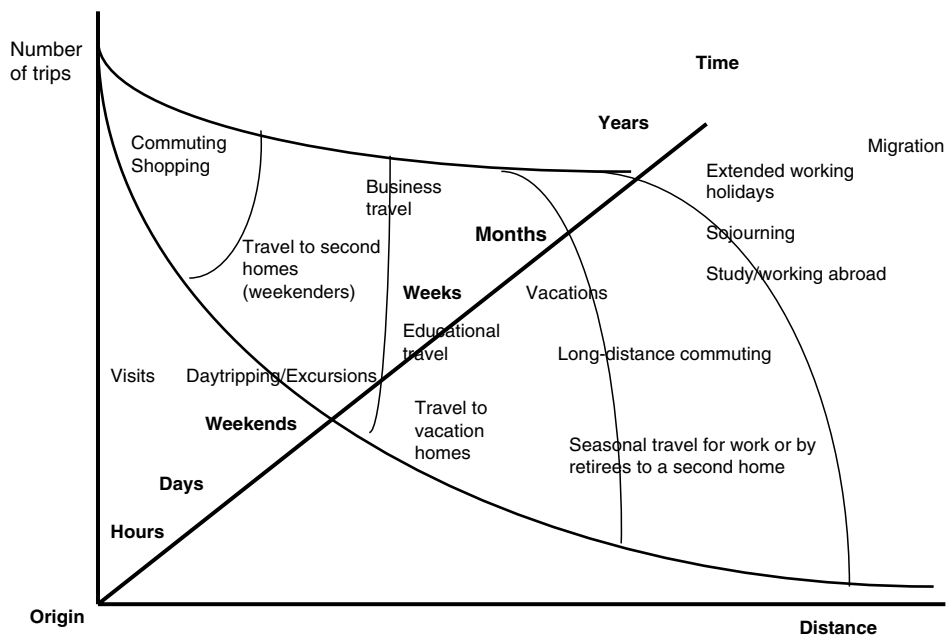 Number
of trips
Time
Years
Commuting
Shopping
Migration
Extended working
holidays
Business
travel
Months
Sojourning
Travel to second
homes
(weekenders)
Study/working abroad
Weeks
Vacations
Educational
travel
Long-distance commuting
Visits
Daytripping/Excursions
Travel to
vacation
homes
Weekends
Seasonal travel for work or by
retirees to a second home
Days
Hours
Origin
Distance